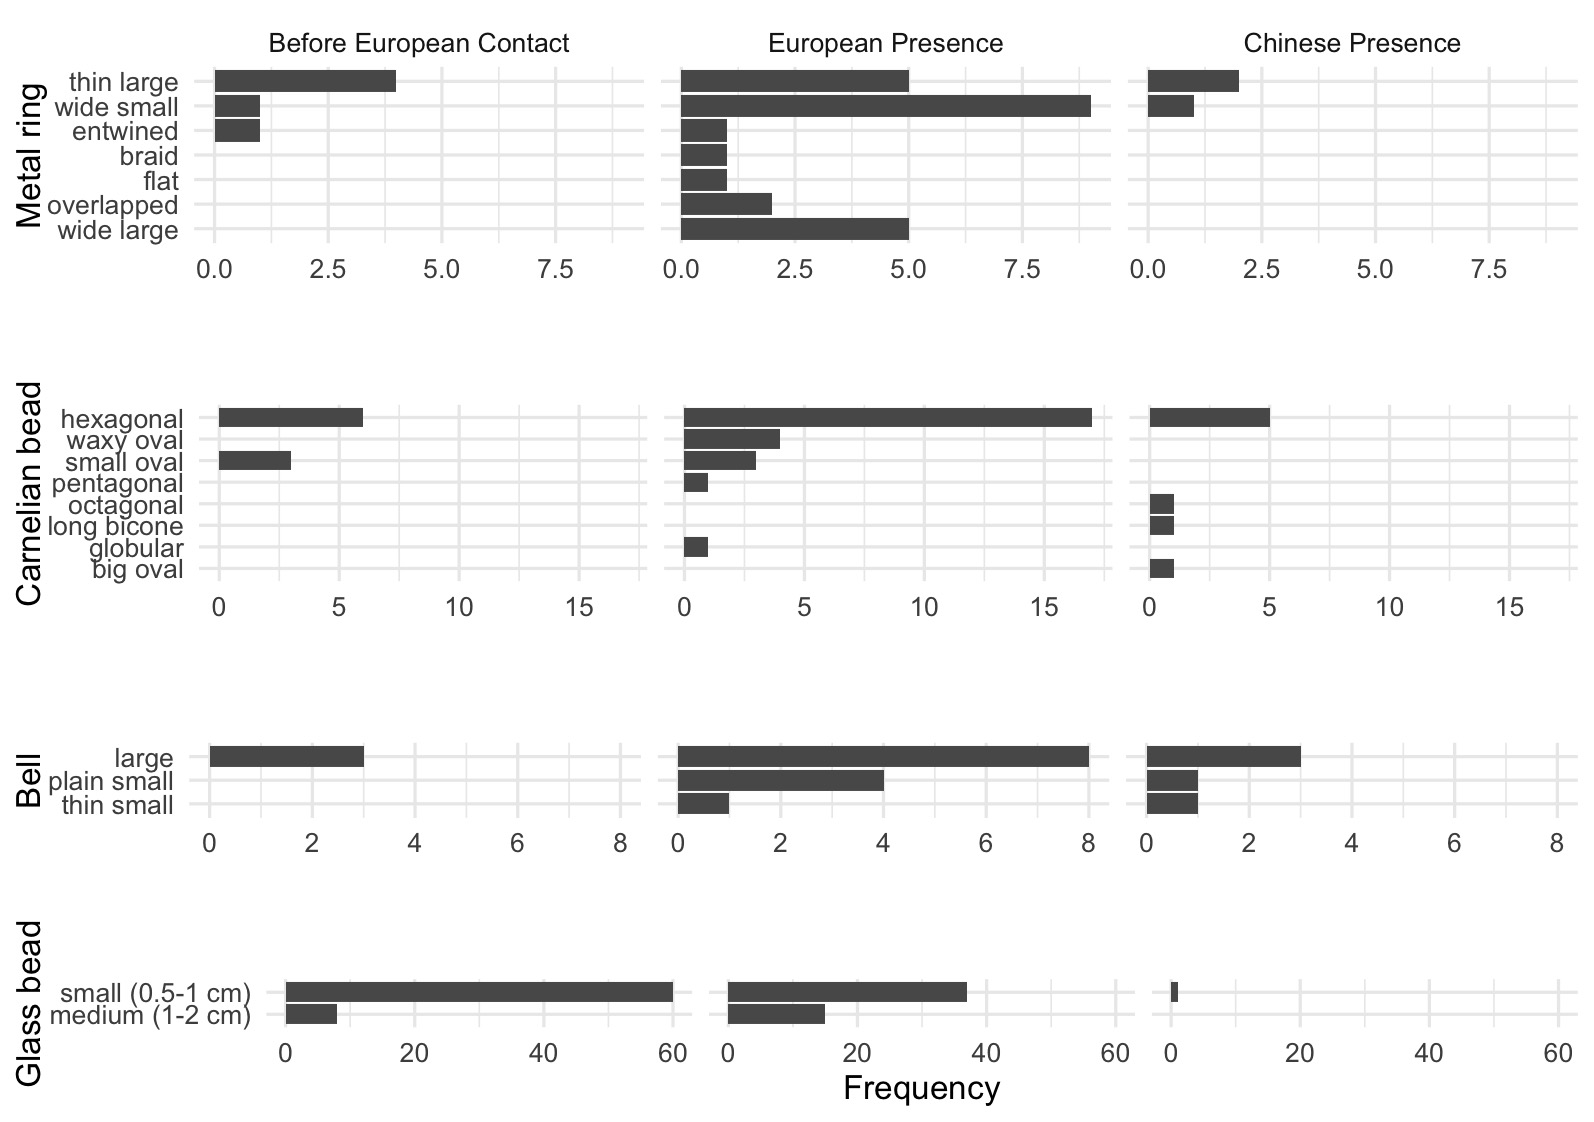 Before European Contact
European Presence
Chinese Presence
Metal ring
thin large
wide small
entwined
braid
flat
overlapped
wide large
0.0 2.5 5.0 7.5
0.0 2.5 5.0 7.5
0.0 2.5 5.0 7.5
Carnelian bead
hexagonal
waxy oval
small oval
pentagonal
octagonal
long bicone
globular
big oval
0 5 10 15
0 5 10 15
0 5 10 15
Bell
large
plain small
thin small
0 2 4 6 8
0 2 4 6 8
0 2 4 6 8
Glass bead
small (0.5-1 cm)
medium (1-2 cm)
0 20 40 60
0 20 40 60
0 20 40 60
Frequency